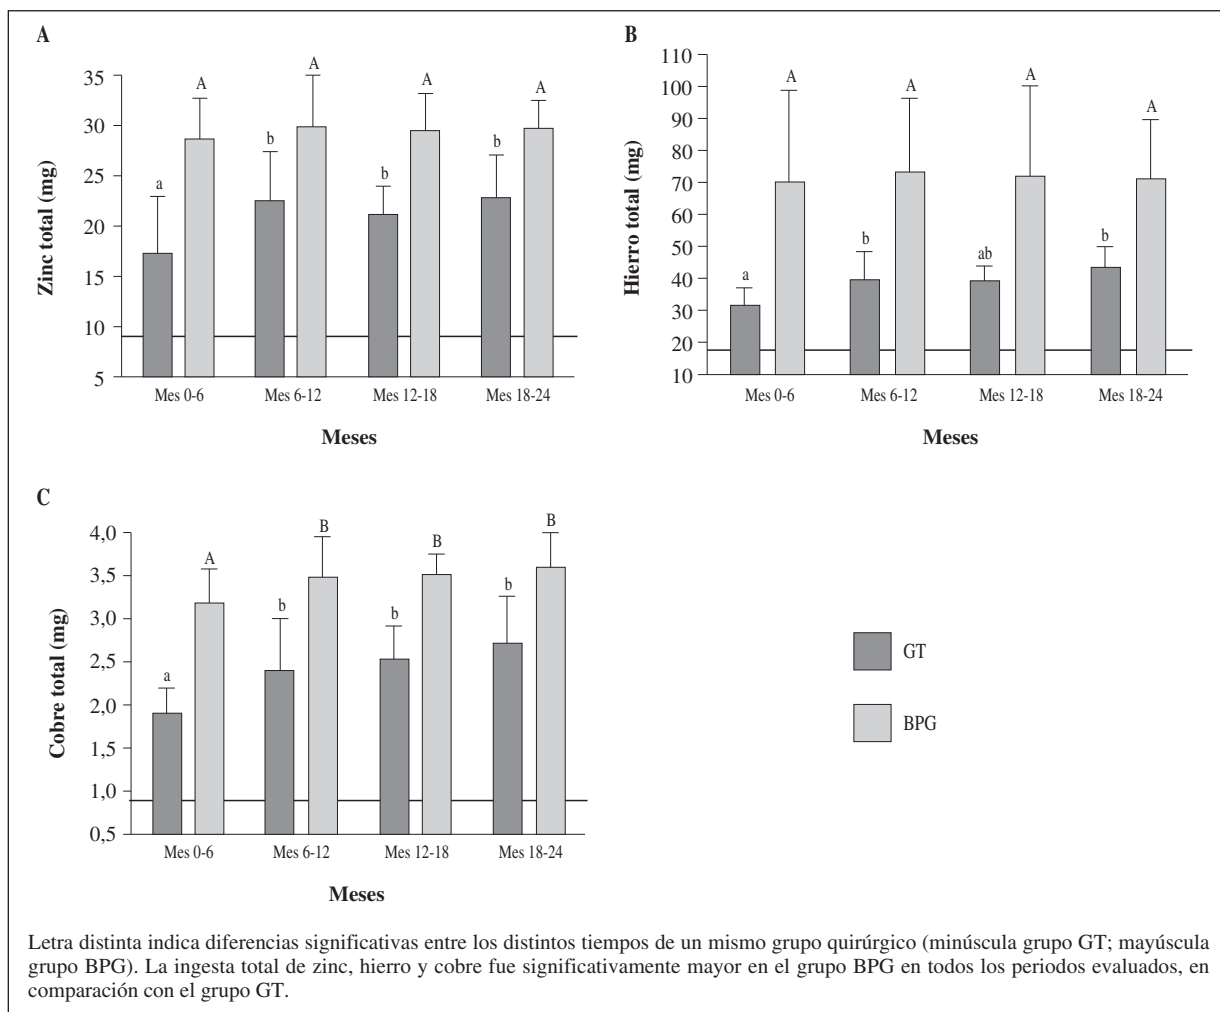 A
35
30
25
20
15
10
5
Zinc total (mg)
a
A
b
A
b
A
b
A
Mes 0-6
Mes 6-12
Mes 12-18
Mes 18-24
Meses
B
110
100
90
80
70
60
50
40
30
20
10
Hierro total (mg)
a
A
b
A
ab
A
b
A
Mes 0-6
Mes 6-12
Mes 12-18
Mes 18-24
Meses
C
4,0
3,5
3,0
2,5
2,0
1,5
1,0
0,5
Cobre total (mg)
a
A
b
B
b
B
b
B
Mes 0-6
Mes 6-12
Mes 12-18
Mes 18-24
Meses
GT
BPG
Letra distinta indica diferencias significativas entre los distintos tiempos de un mismo grupo quirúrgico (minúscula grupo GT; mayúscula
grupo BPG). La ingesta total de zinc, hierro y cobre fue significativamente mayor en el grupo BPG en todos los periodos evaluados, en
comparación con el grupo GT.